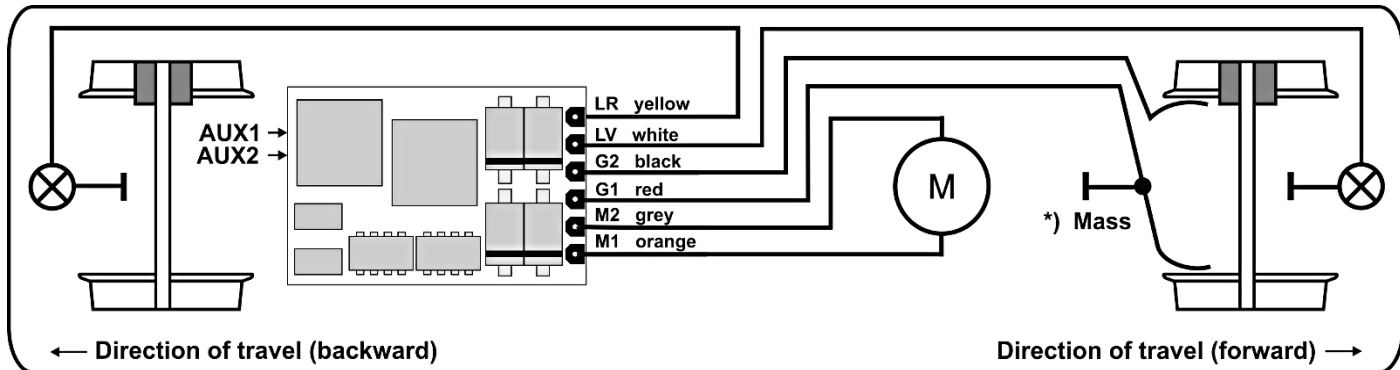 AUX1
AUX2
LR yellow
LV white
G2 black
G1 red
M2 grey
M1 orange
M
*) Mass
Direction of travel (backward)
Direction of travel (forward)